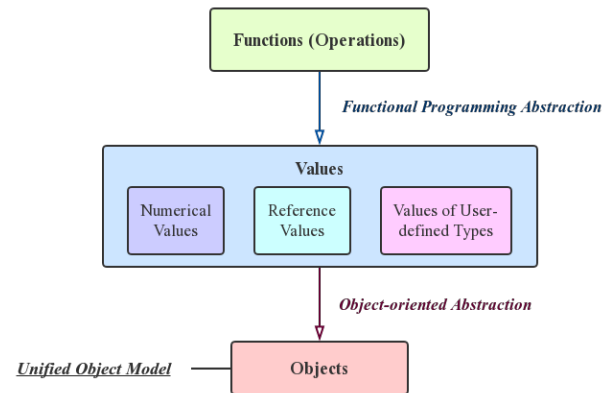 Functions (Operations)
Functional Programming Abstraction
Values
Numerical
Values
Reference
Values
Values of User-
defined Types
Object-oriented Abstraction
Unified Object Model
Objects